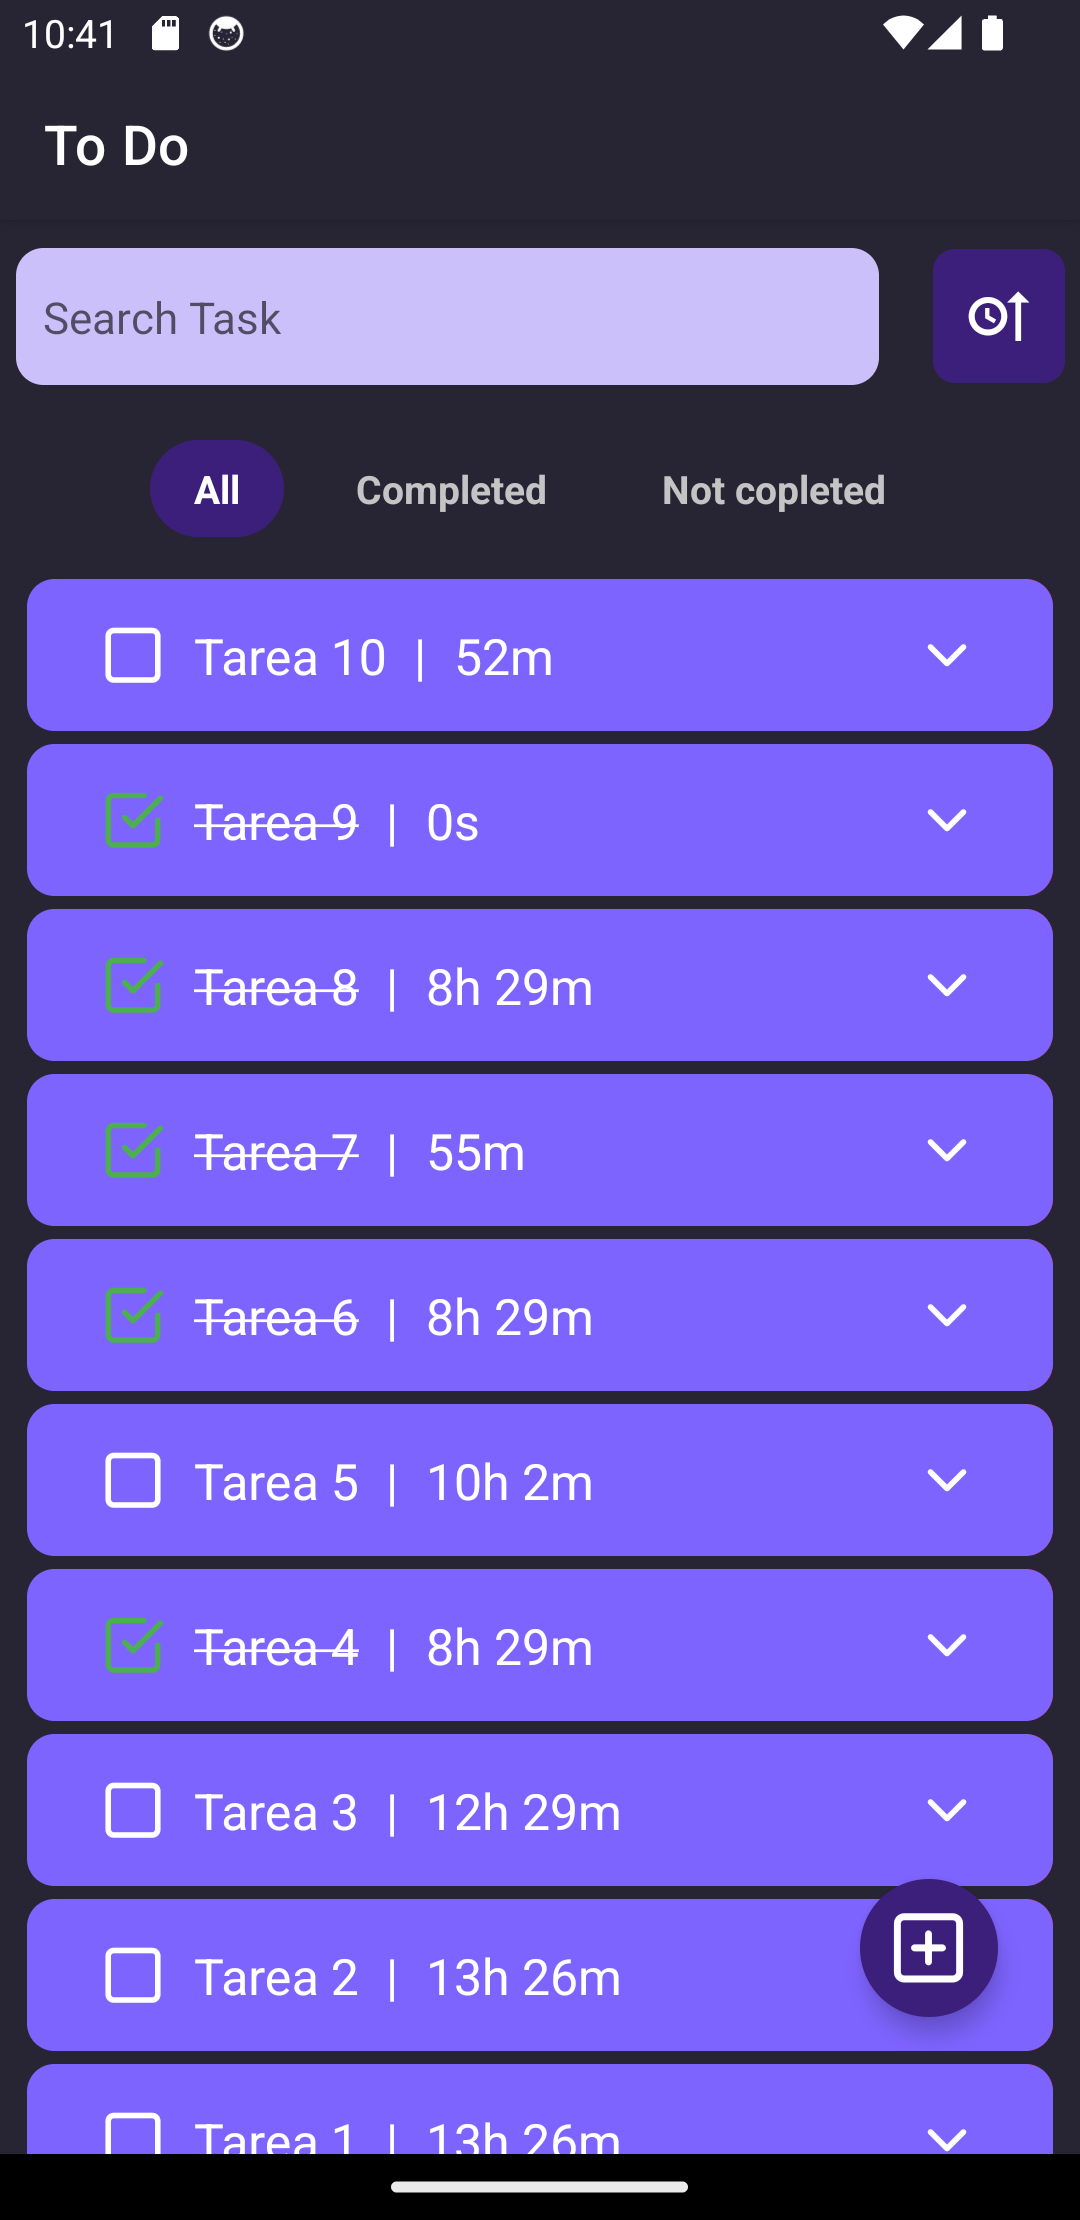 10:41
To Do
Search Task
All Completed Not copleted
Tarea 10 | 52m
Tarea 9 | 0s
Tarea 8 | 8h 29m
Tarea 7 | 55m
Tarea 6 | 8h 29m
Tarea 5 | 10h 2m
Tarea 4 | 8h 29m
Tarea 3 | 12h 29m
Tarea 2 | 13h 26m
Tarea 1 | 13h 26m